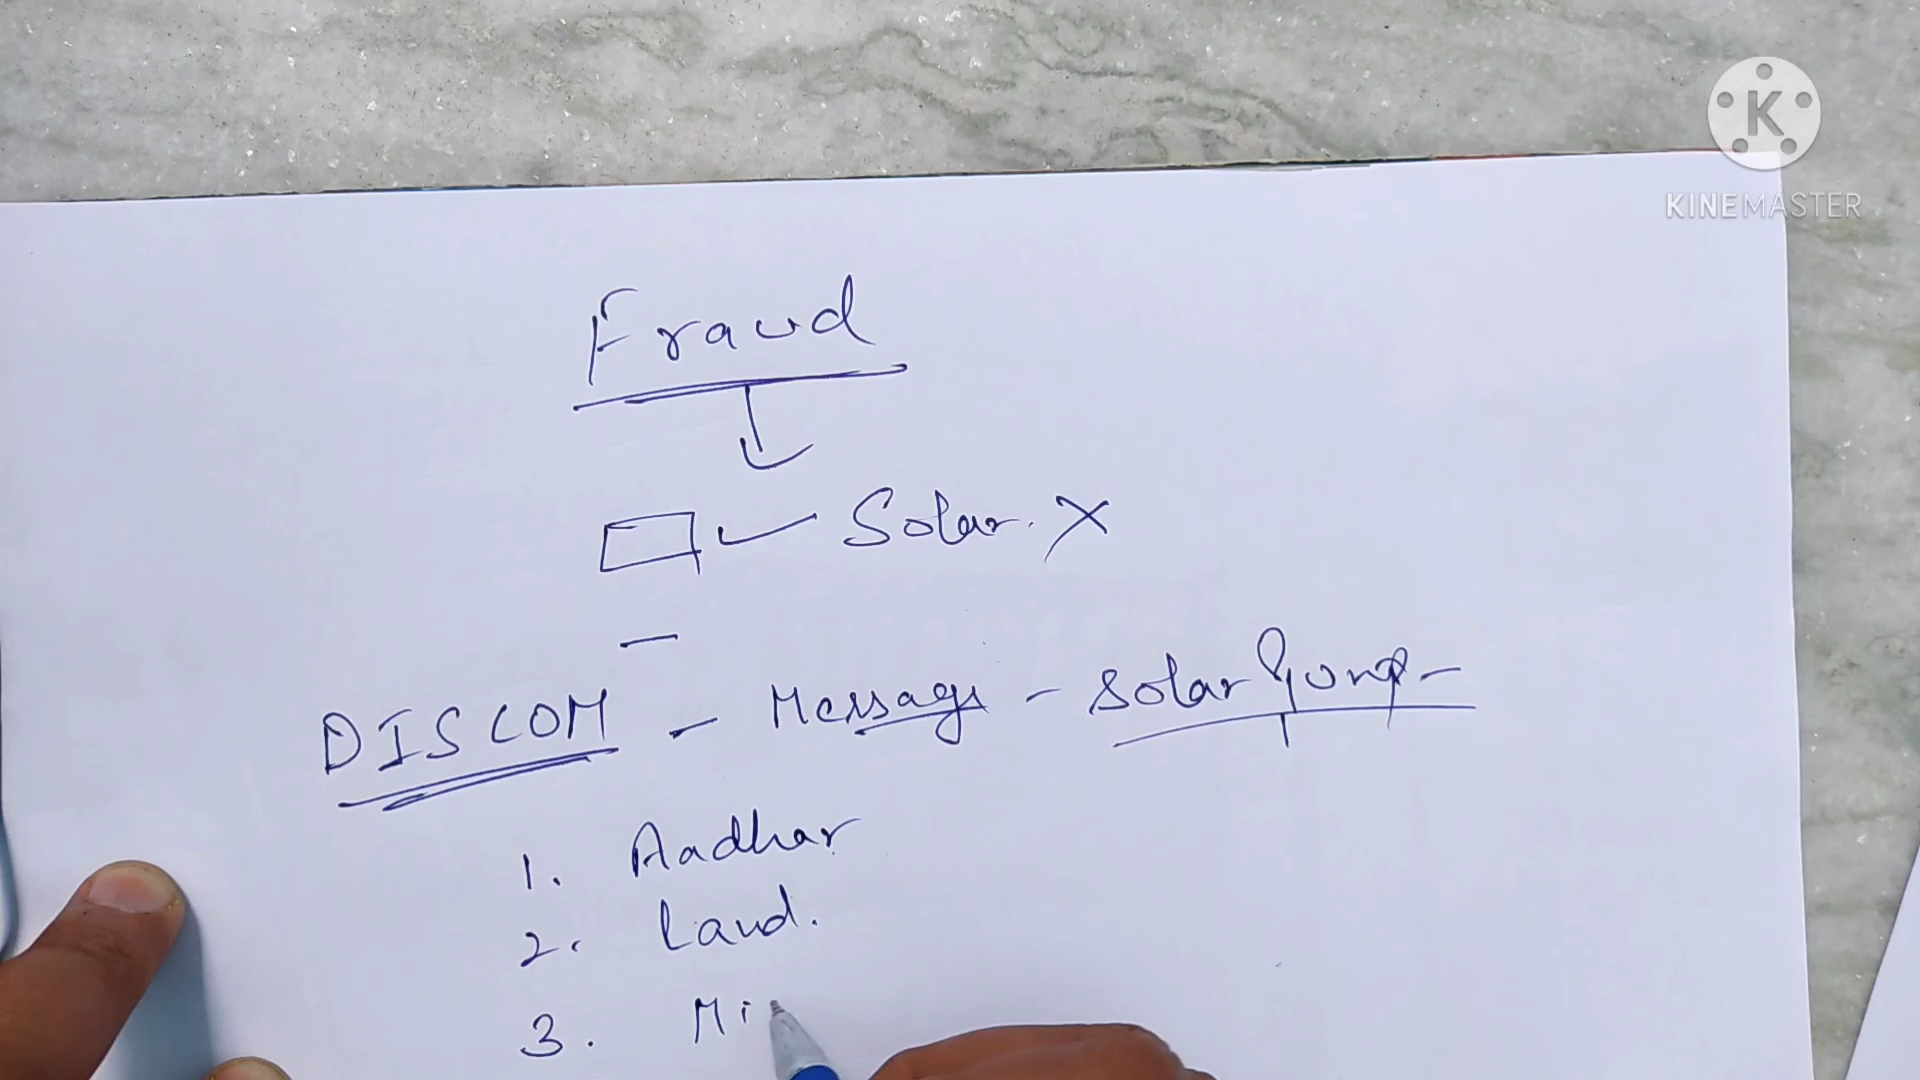 K
KINEMASTER
Fraud
Solar. X
DISCOM - Message - Solar Pump -
1. Aadhar
2. Land.
3. Mi